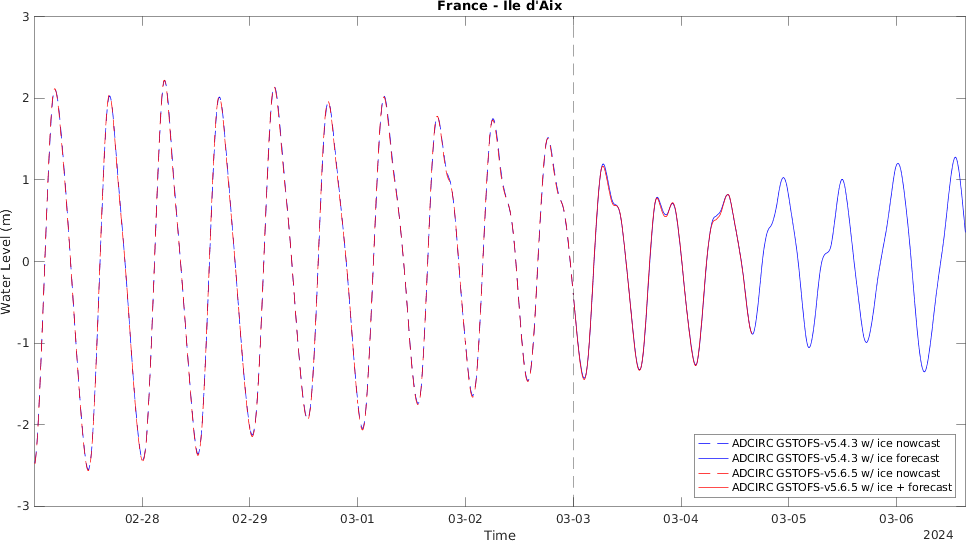 France - Ile d'Aix
Water Level (m)
3
2
1
0
-1
-2
-3
02-28
02-29
03-01
03-02
03-03
03-04
03-05
03-06
Time
2024
ADCIRC GSTOFS-v5.4.3 w/ ice nowcast
ADCIRC GSTOFS-v5.4.3 w/ ice forecast
ADCIRC GSTOFS-v5.6.5 w/ ice nowcast
ADCIRC GSTOFS-v5.6.5 w/ ice + forecast